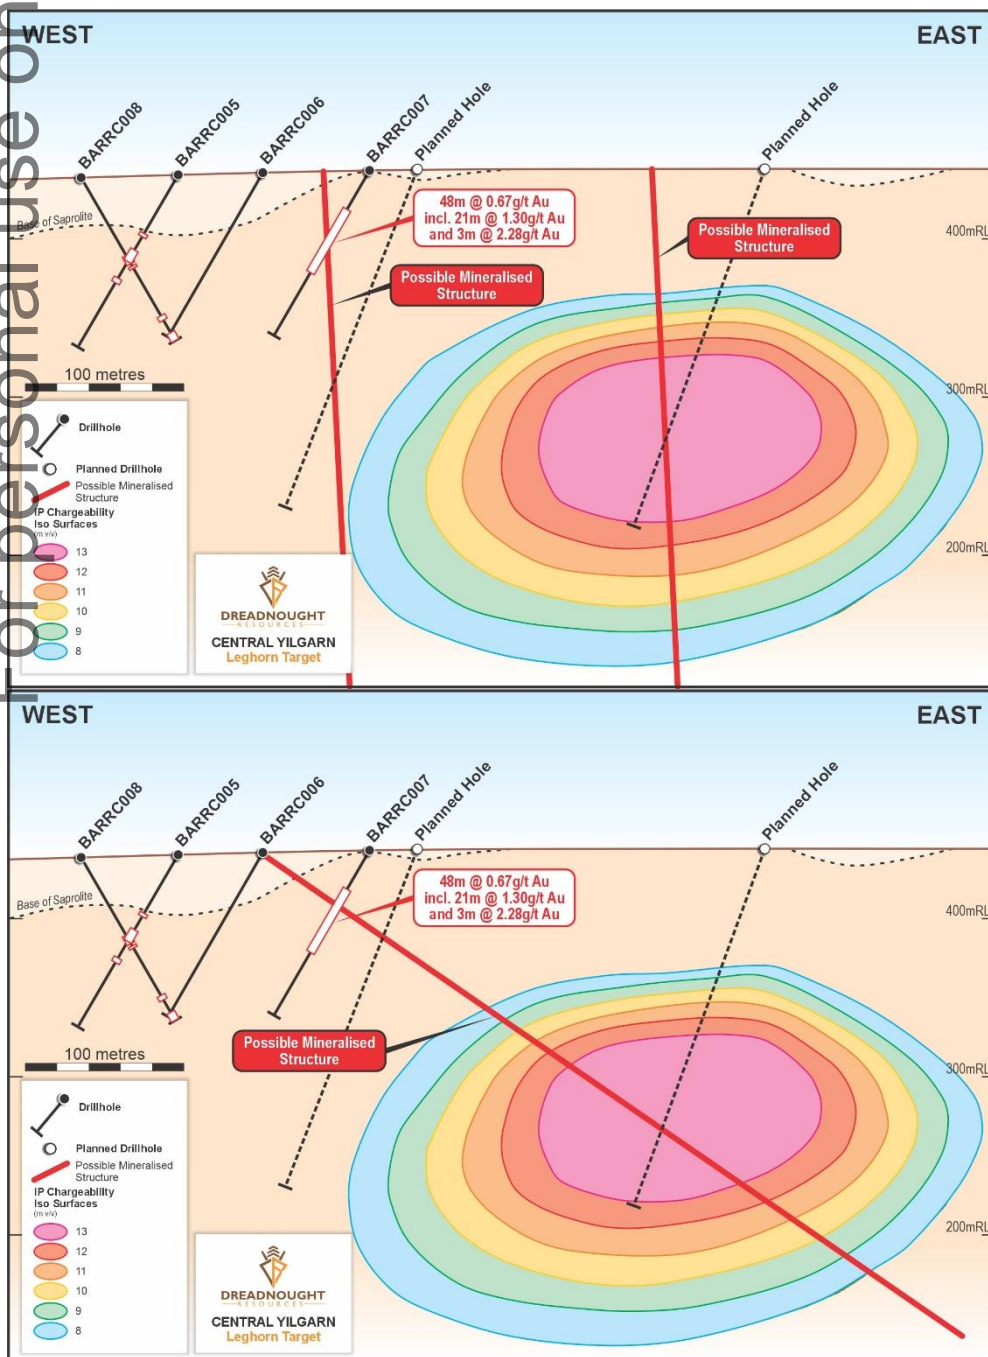 For personal use on
WEST
EAST
BARRC008
BARRC005
BARRC006
BARRC007
Planned Hole
Planned Hole
Base of Saprolite
48m @ 0.67g/t Au
incl. 21m @ 1.30g/t Au
and 3m @ 2.28g/t Au
Possible Mineralised
Structure
Possible Mineralised
Structure
400mRL
300mRL
200mRL
100 metres
Drillhole
Planned Drillhole
Possible Mineralised
Structure
IP Chargeability
Iso Surfaces
(m v/v)
13
12
11
10
9
8
DREADNOUGHT
RESOURCES
CENTRAL YILGARN
Leghorn Target
WEST
EAST
BARRC008
BARRC005
BARRC006
BARRC007
Planned Hole
Planned Hole
Base of Saprolite
48m @ 0.67g/t Au
incl. 21m @ 1.30g/t Au
and 3m @ 2.28g/t Au
Possible Mineralised
Structure
400mRL
300mRL
200mRL
100 metres
Drillhole
Planned Drillhole
Possible Mineralised
Structure
IP Chargeability
Iso Surfaces
(m v/v)
13
12
11
10
9
8
DREADNOUGHT
RESOURCES
CENTRAL YILGARN
Leghorn Target